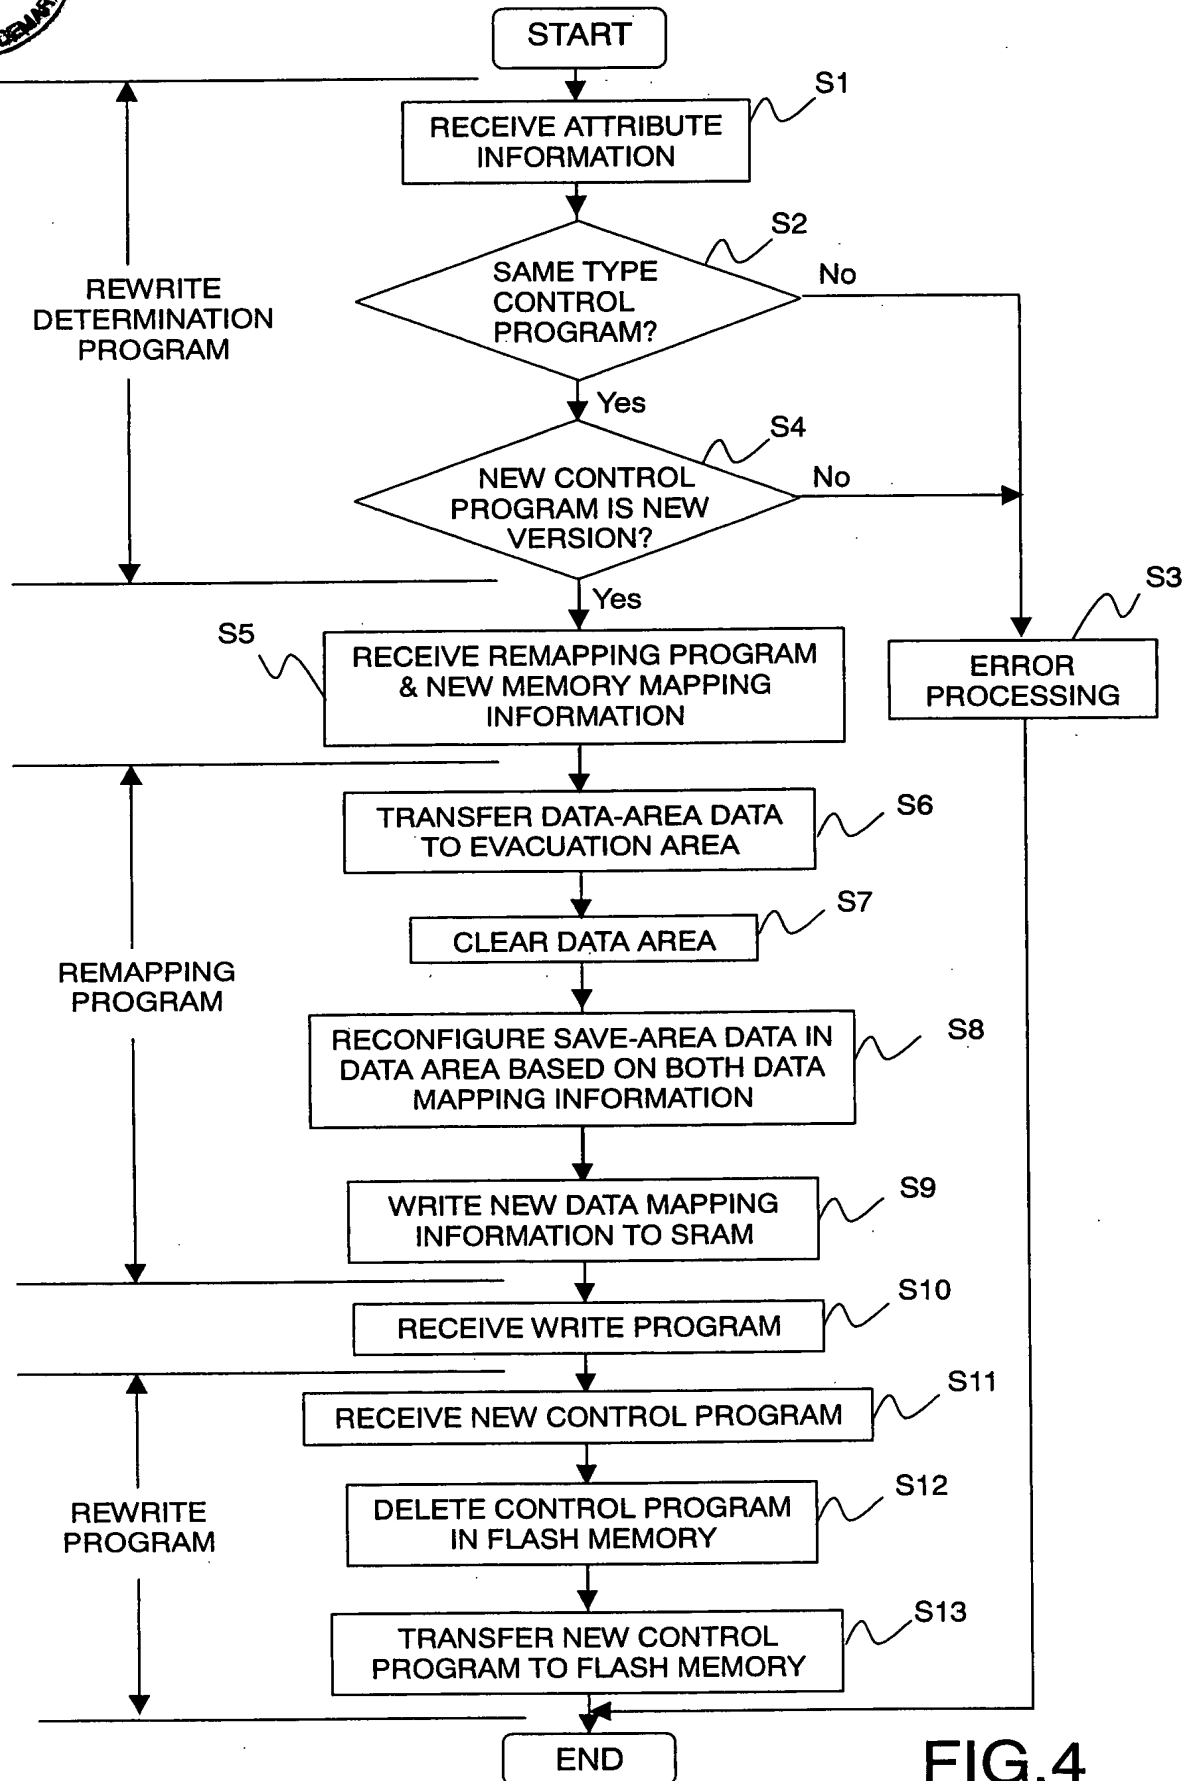 START
S1
RECEIVE ATTRIBUTE
INFORMATION
S2
SAME TYPE
CONTROL
PROGRAM?
No
REWRITE
DETERMINATION
PROGRAM
Yes
S4
NEW CONTROL
PROGRAM IS NEW
VERSION?
No
Yes
S3
ERROR
PROCESSING
S5
RECEIVE REMAPPING PROGRAM
& NEW MEMORY MAPPING
INFORMATION
S6
TRANSFER DATA-AREA DATA
TO EVACUATION AREA
S7
CLEAR DATA AREA
REMAPPING
PROGRAM
S8
RECONFIGURE SAVE-AREA DATA IN
DATA AREA BASED ON BOTH DATA
MAPPING INFORMATION
S9
WRITE NEW DATA MAPPING
INFORMATION TO SRAM
S10
RECEIVE WRITE PROGRAM
S11
RECEIVE NEW CONTROL PROGRAM
S12
DELETE CONTROL PROGRAM
IN FLASH MEMORY
REWRITE
PROGRAM
S13
TRANSFER NEW CONTROL
PROGRAM TO FLASH MEMORY
END
FIG.4